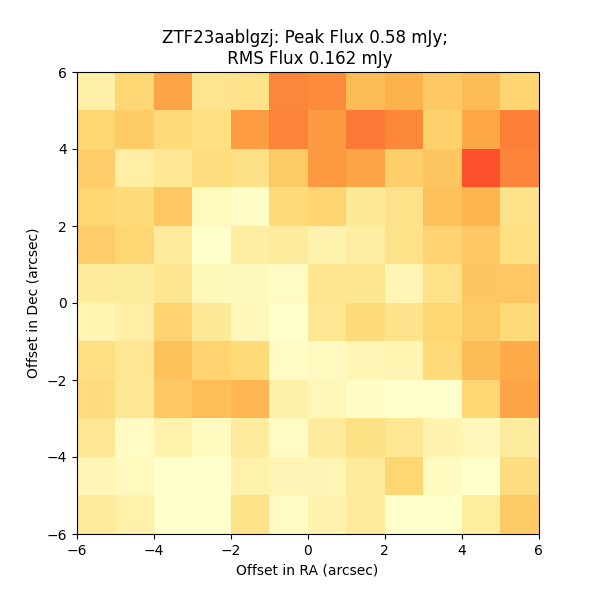 ZTF23aablgzj: Peak Flux 0.58 mJy;
RMS Flux 0.162 mJy
6
4
2
0
−2
−4
−6
Offset in Dec (arcsec)
−6 −4 −2 0 2 4 6
Offset in RA (arcsec)